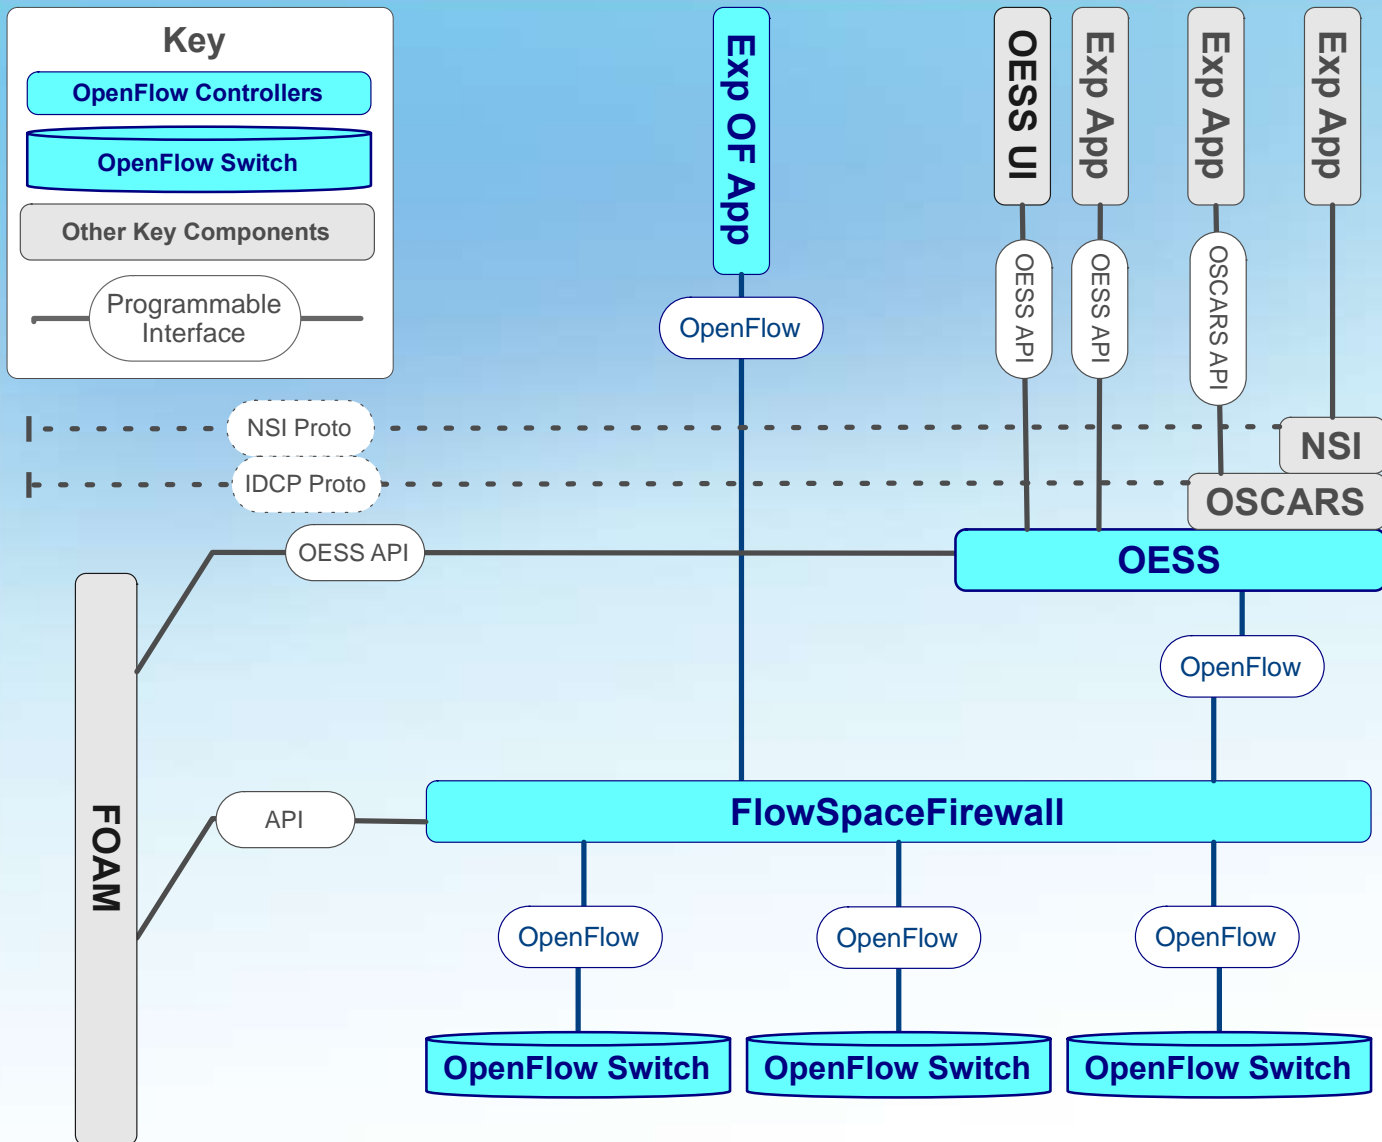 Key
OpenFlow Controllers
OpenFlow Switch
Other Key Components
Programmable
Interface
Exp OF App
OESS UI
Exp App
Exp App
Exp App
OpenFlow
OESS API
OESS API
OSCARS API
NSI Proto
NSI
IDCP Proto
OSCARS
OESS API
OESS
OpenFlow
FOAM
API
FlowSpaceFirewall
OpenFlow
OpenFlow
OpenFlow
OpenFlow Switch
OpenFlow Switch
OpenFlow Switch